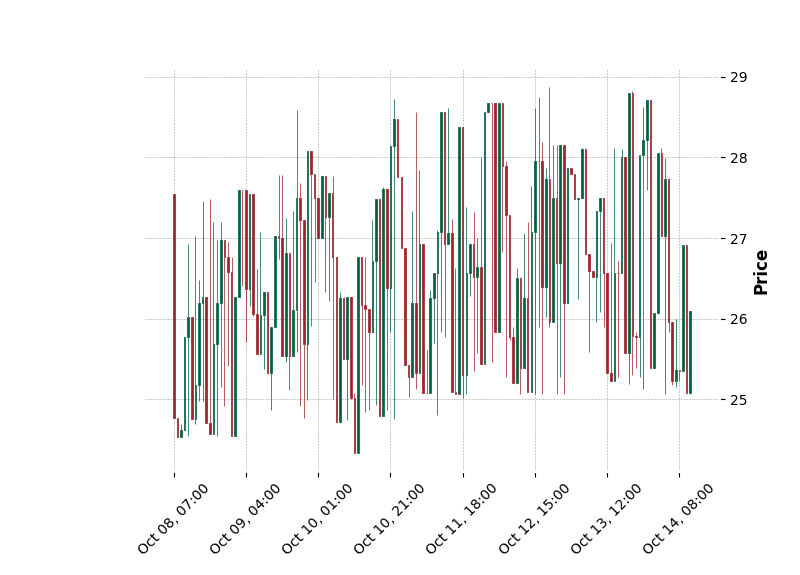 29
28
27
26
25
Price
Oct 08, 07:00
Oct 09, 04:00
Oct 10, 01:00
Oct 10, 21:00
Oct 11, 18:00
Oct 12, 15:00
Oct 13, 12:00
Oct 14, 08:00